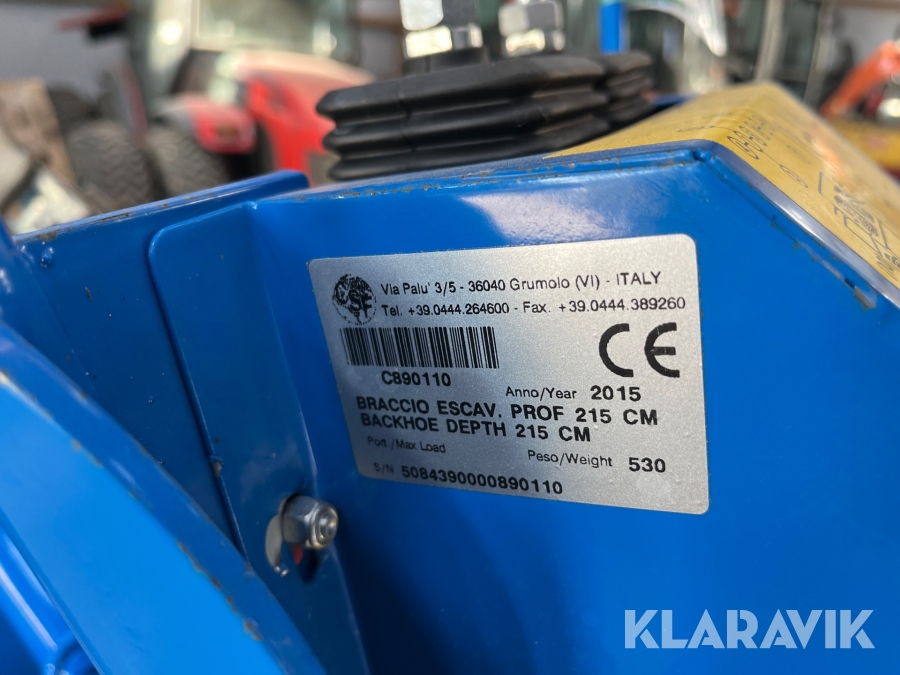 CSF
Via Palu' 3/5 - 36040 Grumolo (VI) - ITALY
Tel. +39.0444.264600 - Fax. +39.0444.389260
C890110
CE
Anno/Year 2015
BRACCIO ESCAV. PROF 215 CM
BACKHOE DEPTH 215 CM
Port /Max Load
Peso/Weight 530
S/N 5084390000890110
KLARAVIK